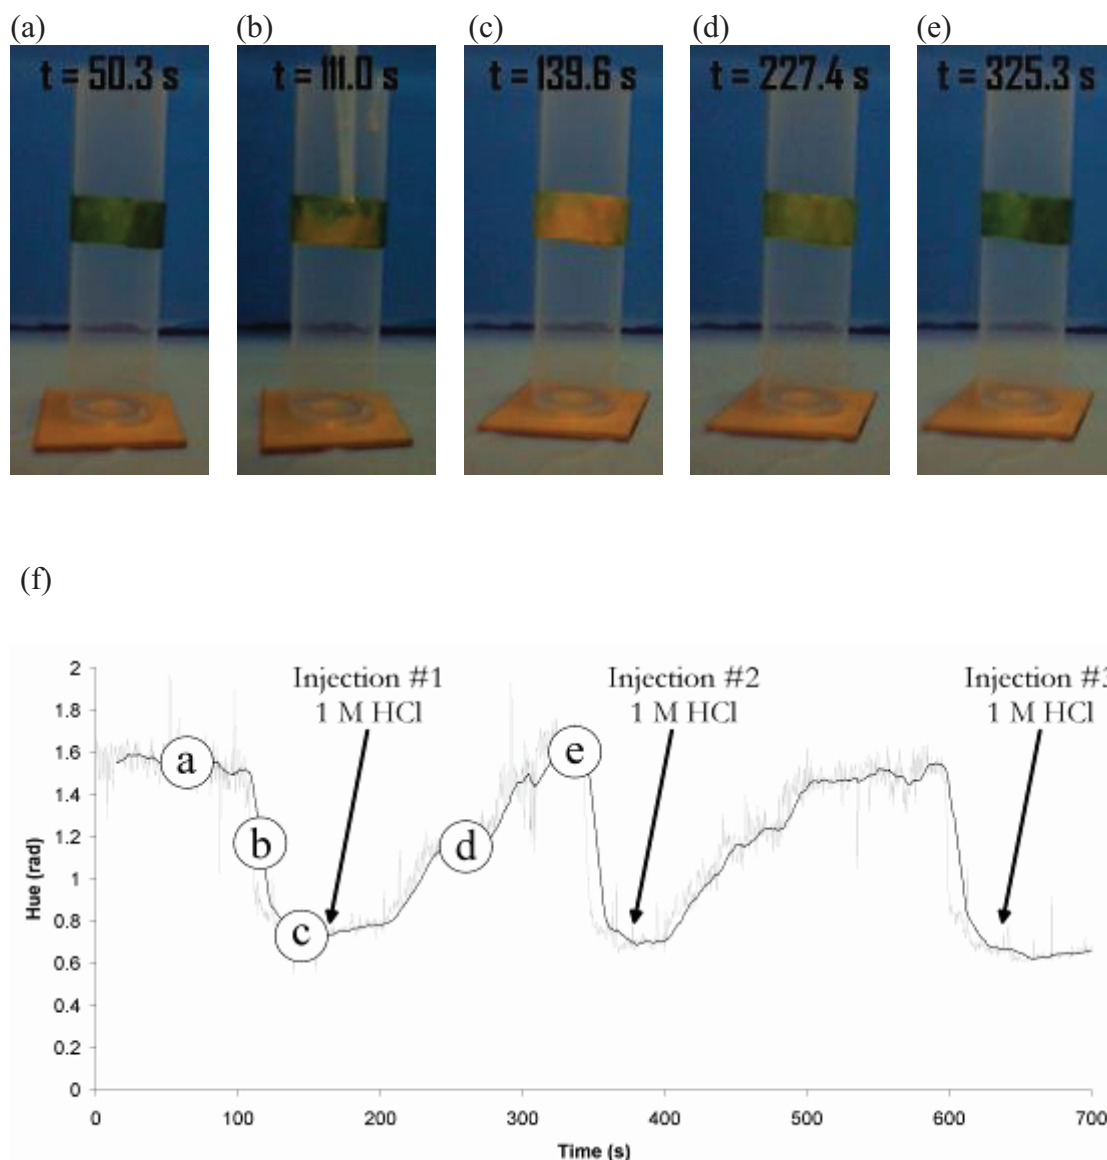 (a) (b) (c) (d) (e)
t = 50.3 s t = 111.0 s t = 139.6 s t = 227.4 s t = 325.3 s
(f)
Injection #1 Injection #2 Injection #3
1 M HCl 1 M HCl 1 M HCl
2
1.8
1.6
1.4
1.2
1
0.8
0.6
0.4
0.2
0
Hue (rad)
a
b
c
d
e
0 100 200 300 400 500 600 700
Time (s)